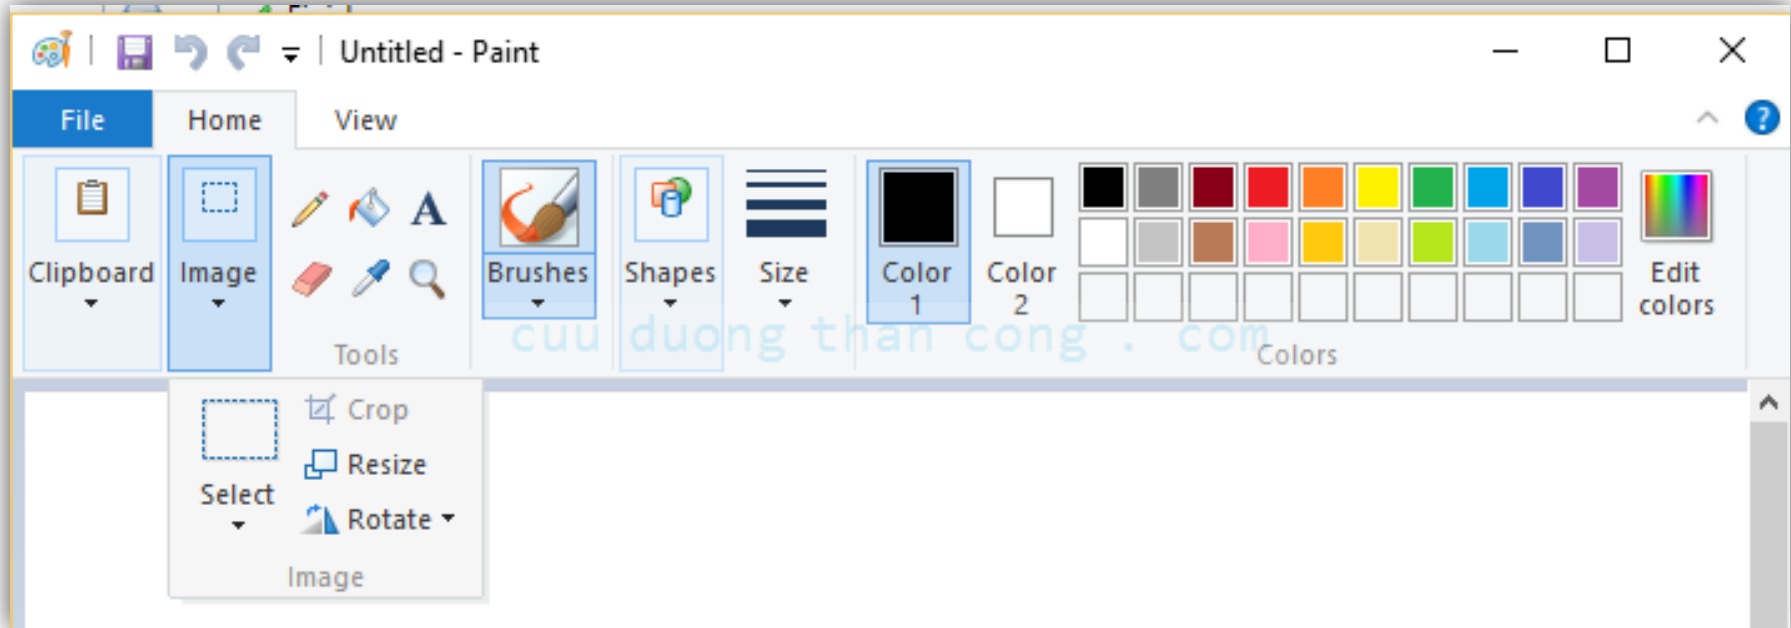 Untitled - Paint
File Home View
Clipboard
Image
A
Brushes
Shapes
Size
Color
1
Color
2
Edit
colors
Tools
Colors
cuu duong than cong . com
Crop
Resize
Select
Rotate
Image